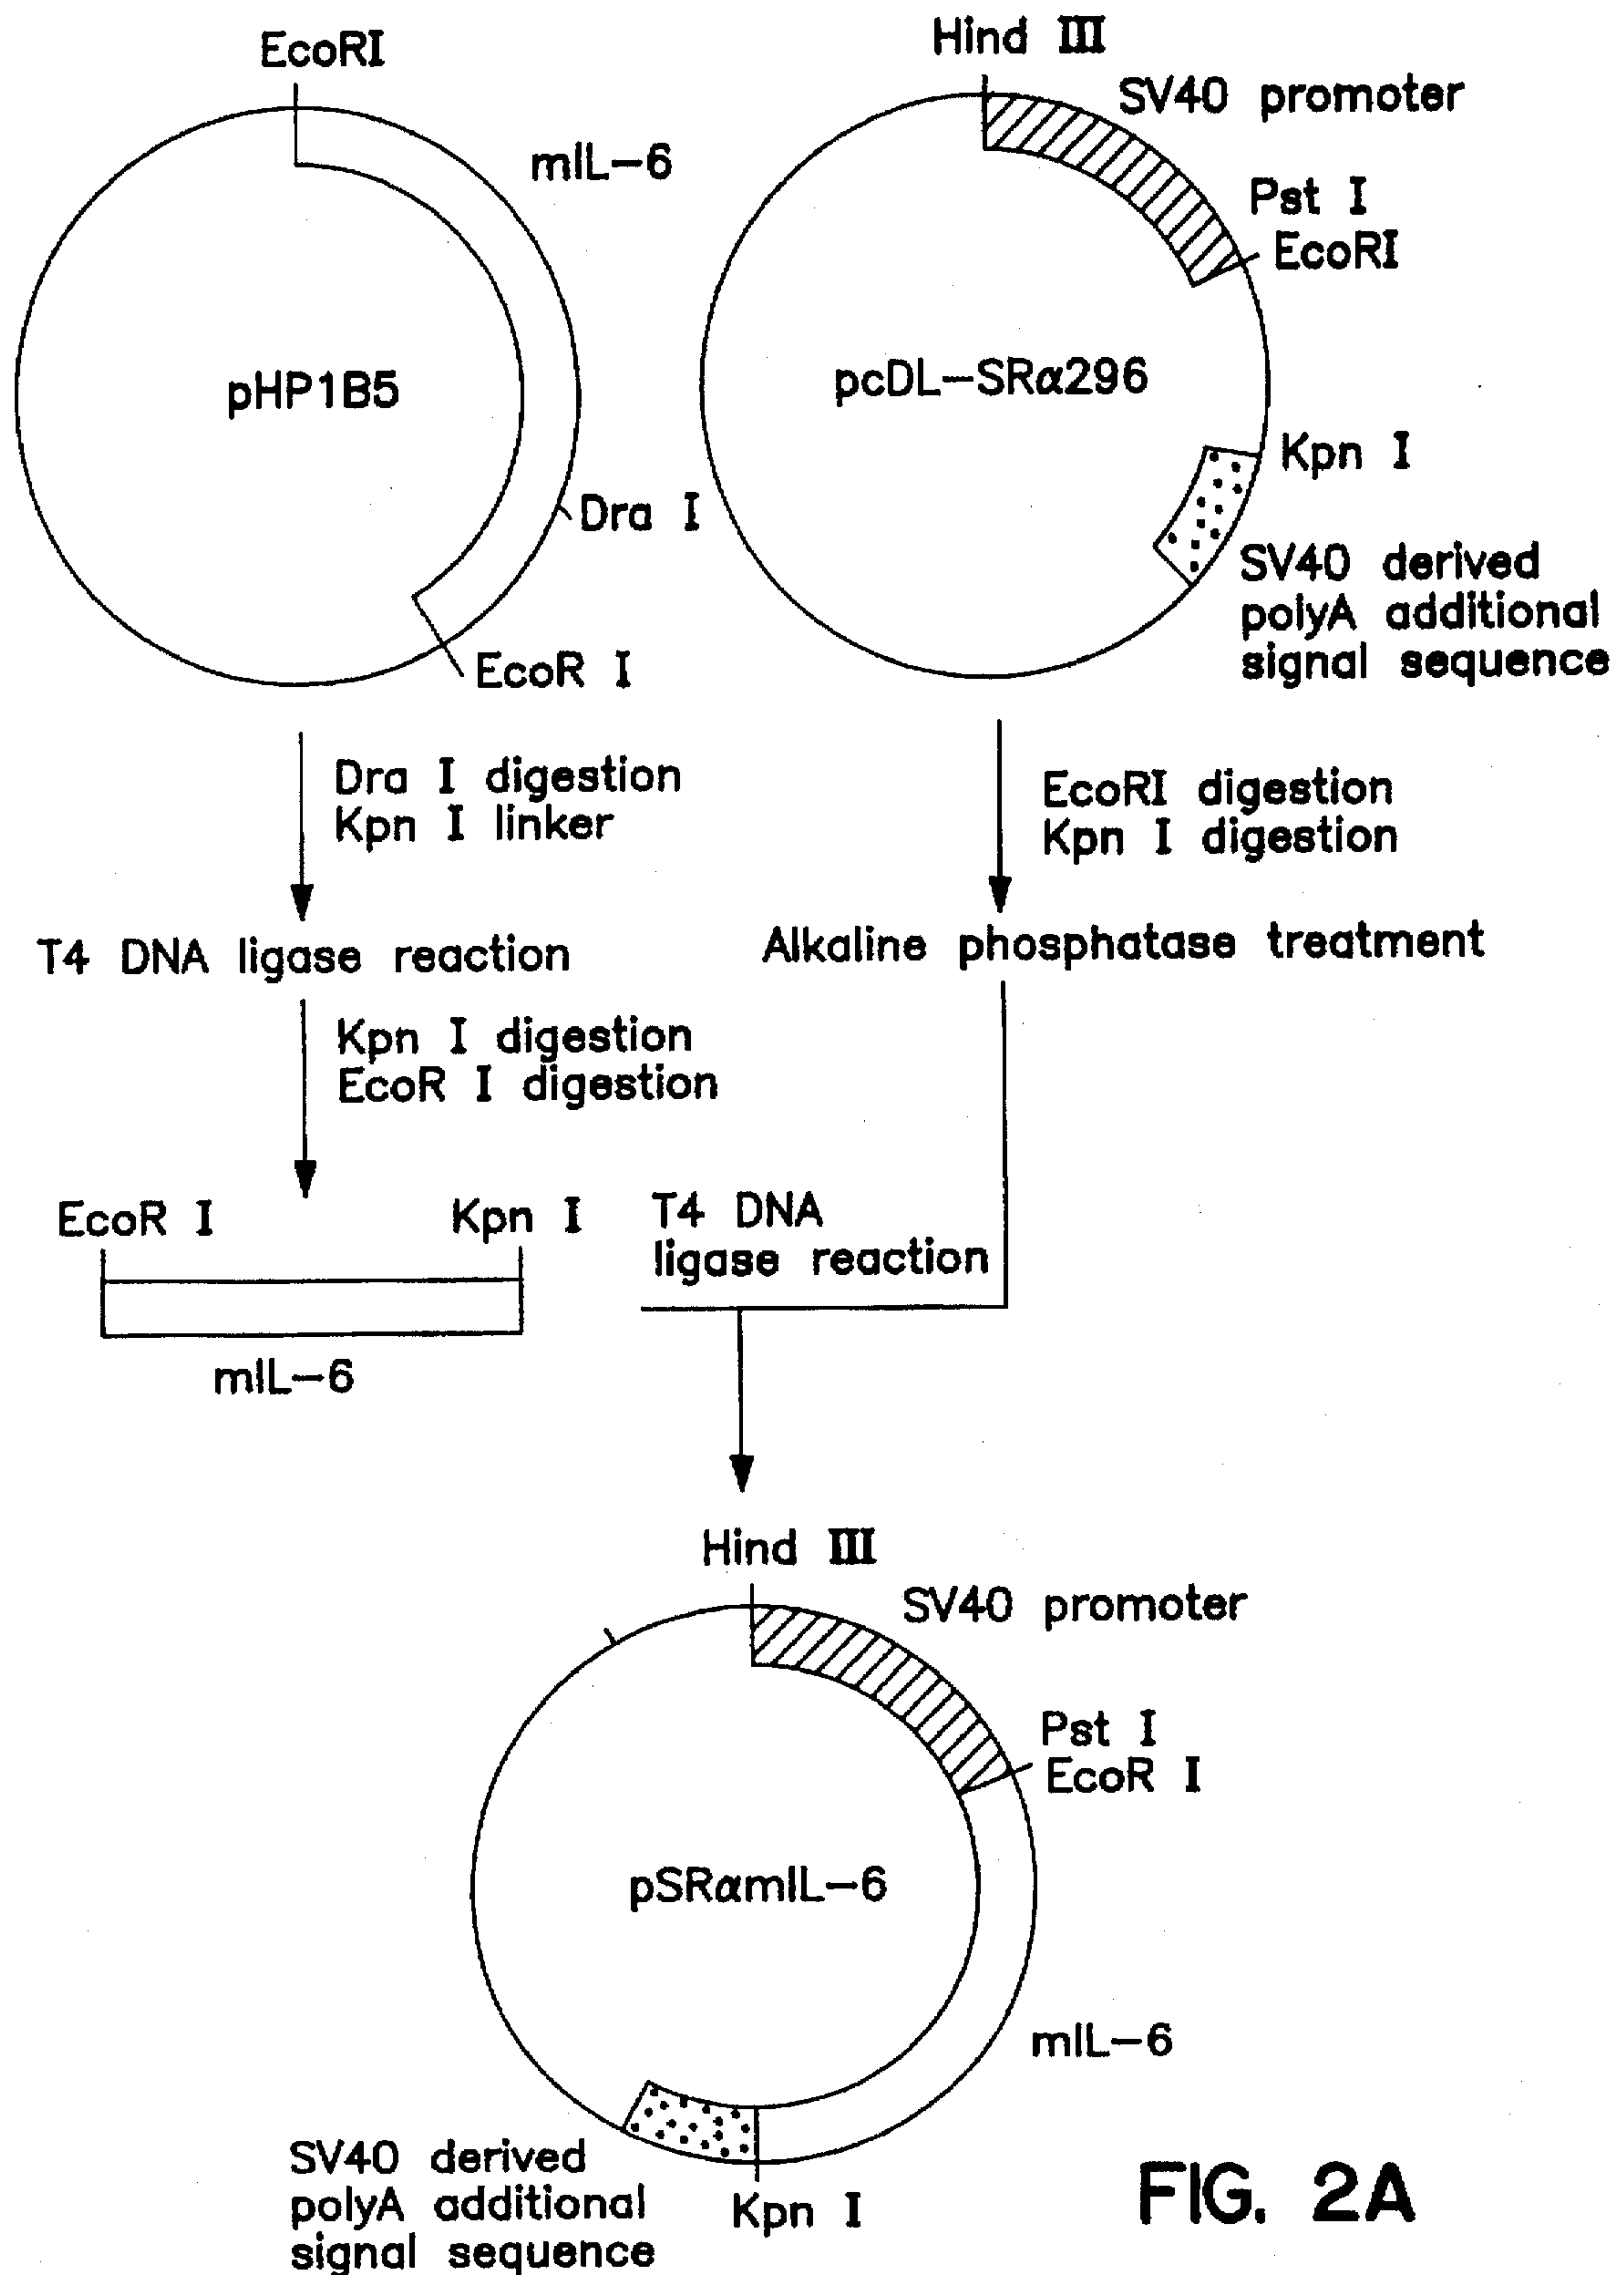 EcoRI
mIL-6
pHP1B5
Dra I
EcoR I
Hind III
SV40 promoter
Pst I
EcoRI
pcDL-SRα296
Kpn I
SV40 derived
polyA additional
signal sequence
Dra I digestion
Kpn I linker
T4 DNA ligase reaction
Kpn I digestion
EcoR I digestion
EcoRI digestion
Kpn I digestion
Alkaline phosphatase treatment
EcoR I
Kpn I
mIL-6
T4 DNA
ligase reaction
Hind III
SV40 promoter
Pst I
EcoR I
pSRαmIL-6
mIL-6
SV40 derived
polyA additional
signal sequence
Kpn I
FIG. 2A